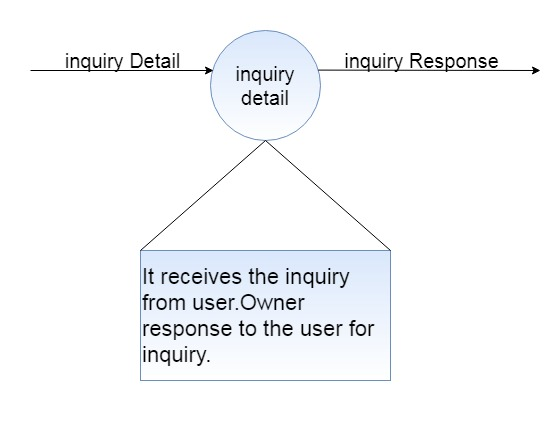 inquiry Detail
inquiry
detail
inquiry Response
It receives the inquiry
from user.Owner
response to the user for
inquiry.